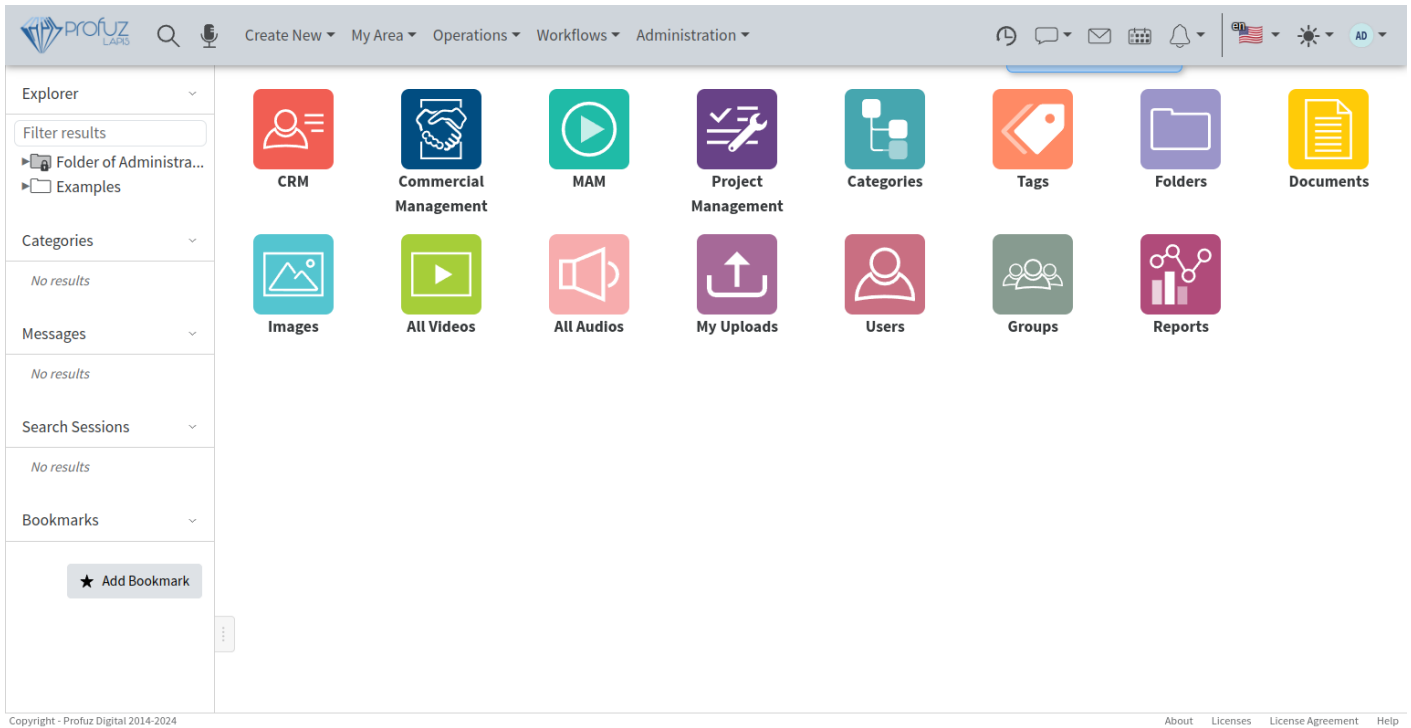 PROFUZ
LAPIS
Create New
My Area
Operations
Workflows
Administration
en
AD
Explorer
Filter results
Folder of Administra...
Examples
Categories
No results
Messages
No results
Search Sessions
No results
Bookmarks
Add Bookmark
CRM
Commercial
Management
MAM
Project
Management
Categories
Tags
Folders
Documents
Images
All Videos
All Audios
My Uploads
Users
Groups
Reports
Copyright - Profuz Digital 2014-2024
About
Licenses
License Agreement
Help